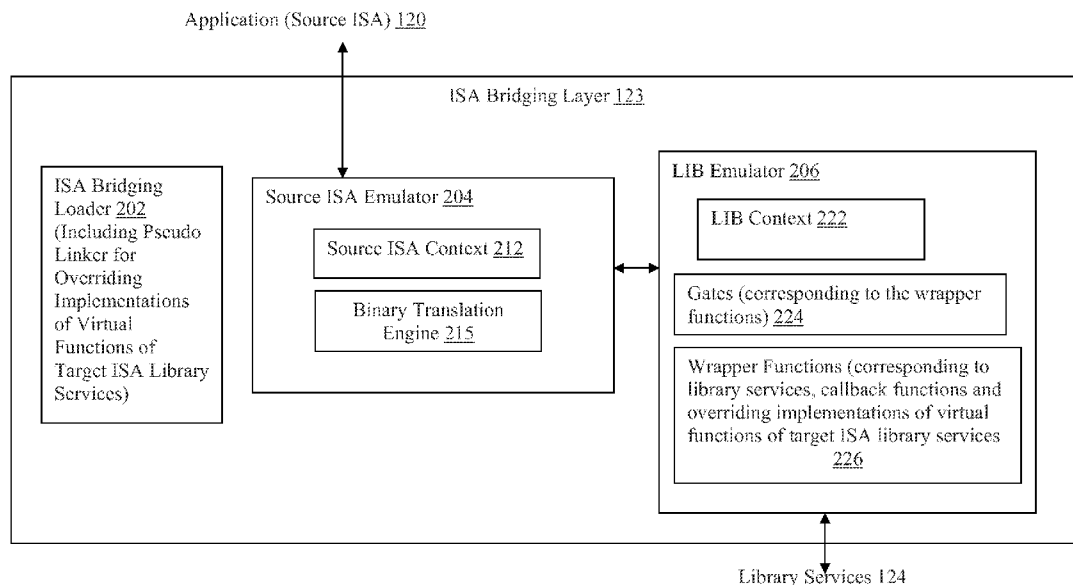 Application (Source ISA) 120
ISA Bridging Layer 123
ISA Bridging
Loader 202
(Including Pseudo
Linker for
Overriding
Implementations
of Virtual
Functions of
Target ISA Library
Services)
Source ISA Emulator 204
Source ISA Context 212
Binary Translation
Engine 215
LIB Emulator 206
LIB Context 222
Gates (corresponding to the wrapper
functions) 224
Wrapper Functions (corresponding to
library services, callback functions and
overriding implementations of virtual
functions of target ISA library services
226
Library Services 124